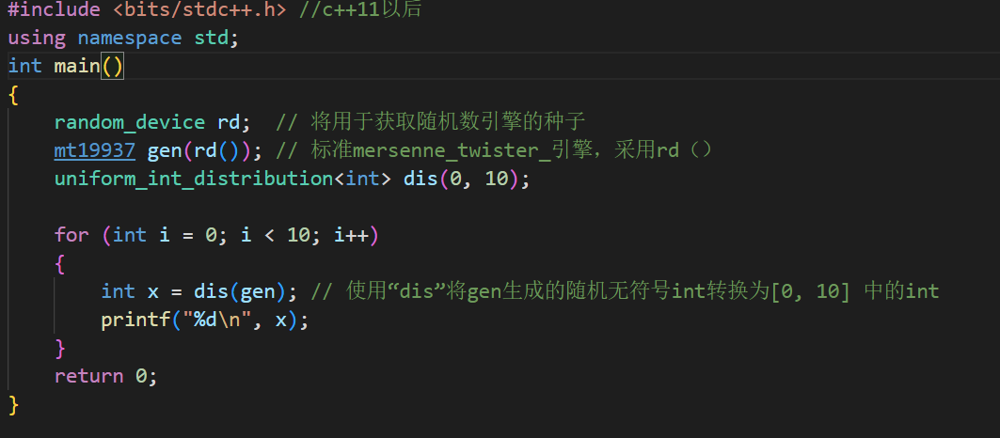 #include <bits/stdc++.h> //c++11以后
using namespace std;
int main()
{
    random_device rd;  // 将用于获取随机数引擎的种子
    mt19937 gen(rd()); // 标准mersenne_twister_引擎，采用rd（）
    uniform_int_distribution<int> dis(0, 10);

    for (int i = 0; i < 10; i++)
    {
        int x = dis(gen); // 使用“dis”将gen生成的随机无符号int转换为[0, 10] 中的int
        printf("%d\n", x);
    }
    return 0;
}